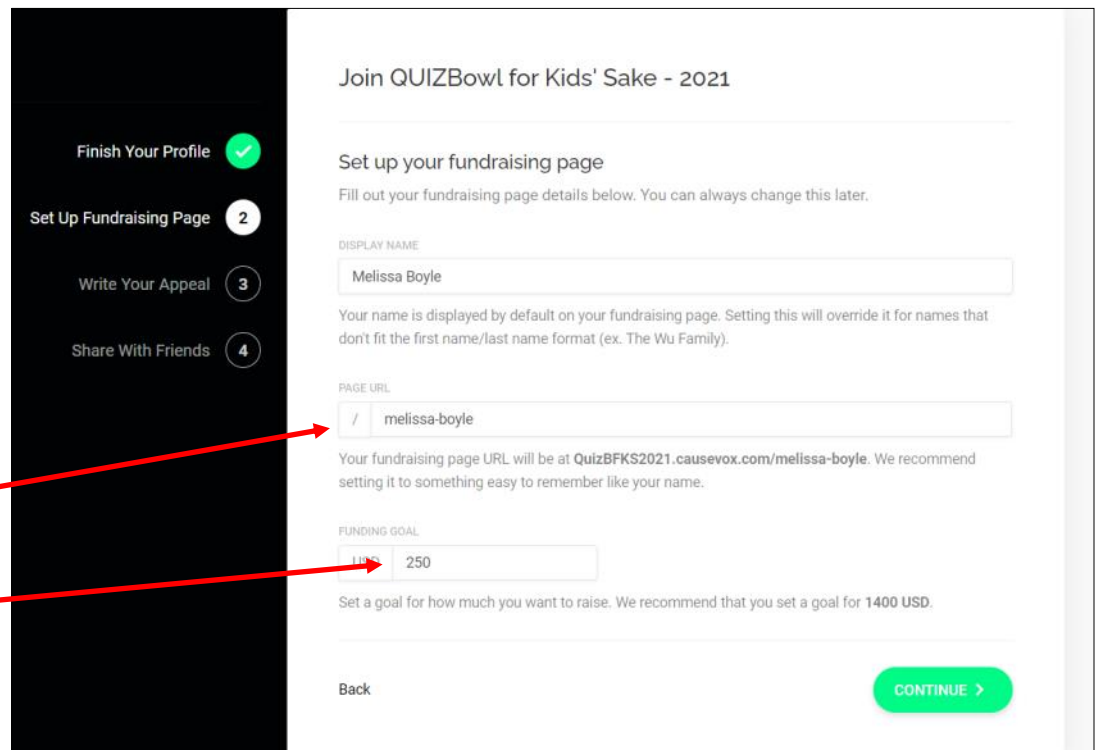 Join QUIZBowl for Kids' Sake - 2021
Finish Your Profile
Set Up Fundraising Page 2
Write Your Appeal 3
Share With Friends 4
Set up your fundraising page
Fill out your fundraising page details below. You can always change this later.
DISPLAY NAME
Melissa Boyle
Your name is displayed by default on your fundraising page. Setting this will override it for names that
don't fit the first name/last name format (ex. The Wu Family).
PAGE URL
/ melissa-boyle
Your fundraising page URL will be at QuizBFKS2021.causevox.com/melissa-boyle. We recommend
setting it to something easy to remember like your name.
FUNDING GOAL
USD 250
Set a goal for how much you want to raise. We recommend that you set a goal for 1400 USD.
Back
CONTINUE >